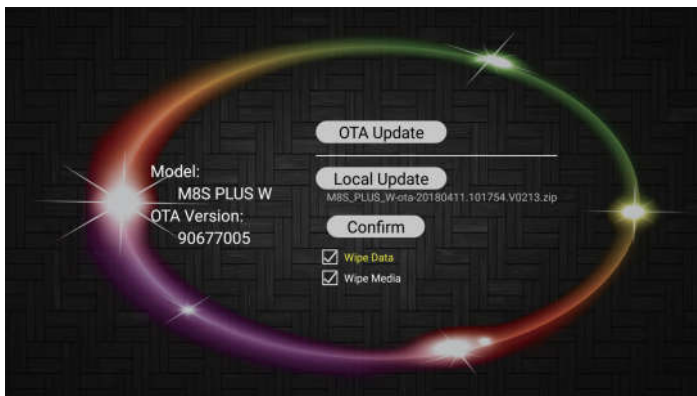 OTA Update
Model:
M8S PLUS W
OTA Version:
90677005
Local Update
M8S_PLUS_W-ota-20180411.101754.V0213.zip
Confirm
Wipe Data
Wipe Media